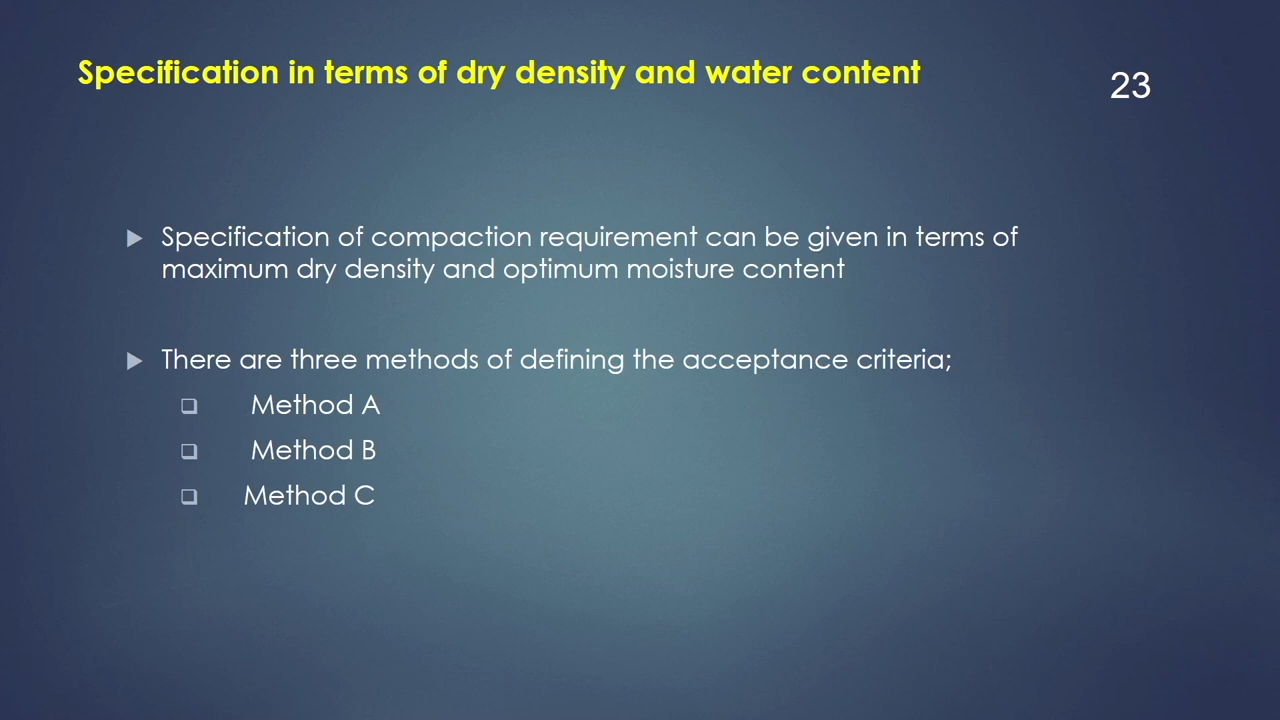 Specification in terms of dry density and water content
23
Specification of compaction requirement can be given in terms of
maximum dry density and optimum moisture content
There are three methods of defining the acceptance criteria;
Method A
Method B
Method C